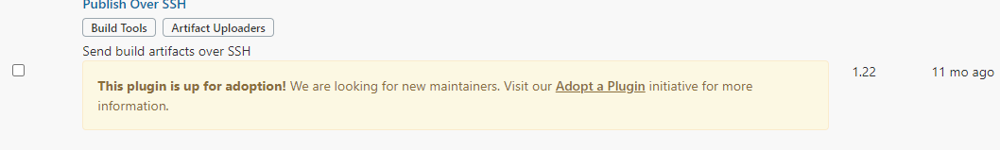 Publish Over SSH
Build Tools Artifact Uploaders
Send build artifacts over SSH
This plugin is up for adoption! We are looking for new maintainers. Visit our Adopt a Plugin initiative for more
information.
1.22 11 mo ago